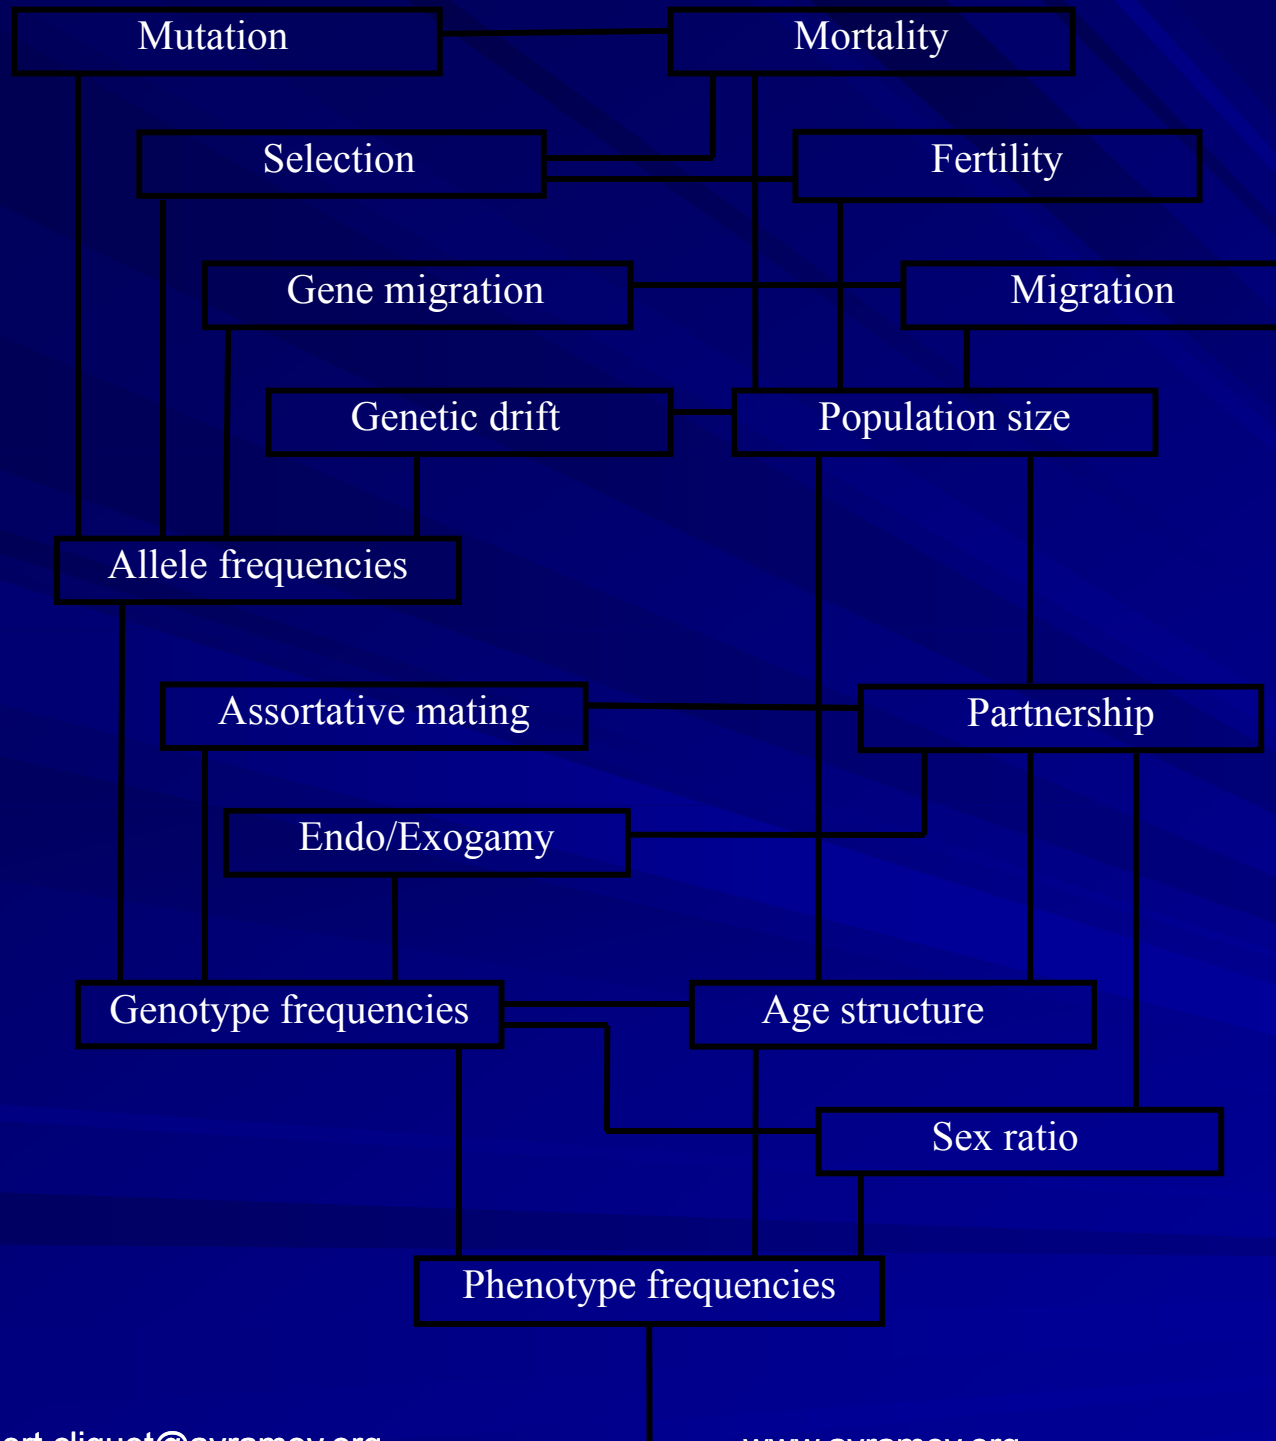 Mutation
Mortality
Selection
Fertility
Gene migration
Migration
Genetic drift
Population size
Allele frequencies
Assortative mating
Partnership
Endo/Exogamy
Genotype frequencies
Age structure
Sex ratio
Phenotype frequencies